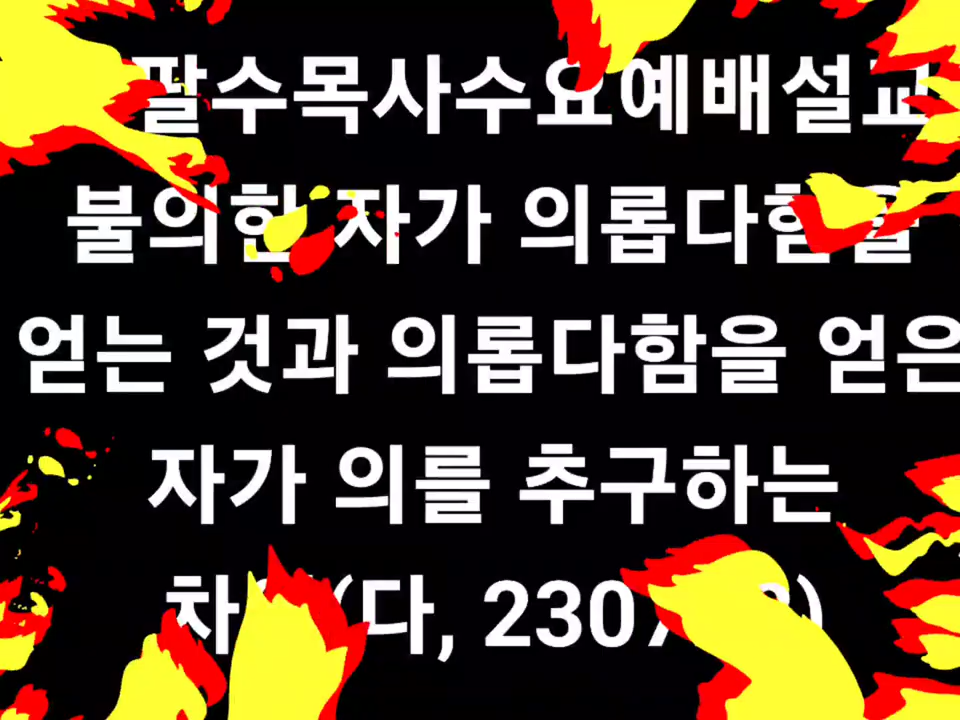 팔수목사수요예배설교
불의한 자가 의롭다함을
얻는 것과 의롭다함을 얻은
자가 의를 추구하는
(다,